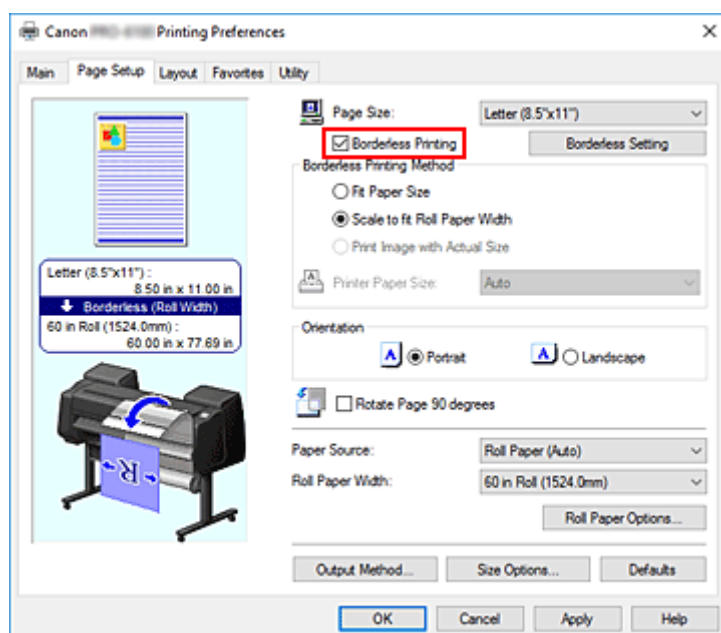 Canon Printing Preferences
Main Page Setup Layout Favorites Utility
Page Size: Letter (8.5"x11")
Borderless Printing Borderless Setting
Borderless Printing Method
Fit Paper Size
Scale to fit Roll Paper Width
Print Image with Actual Size
Printer Paper Size: Auto
Letter (8.5"x11") :
8.50 in x 11.00 in
Borderless (Roll Width)
60 in Roll (1524.0mm) :
60.00 in x 77.69 in
Orientation
A Portrait A Landscape
Rotate Page 90 degrees
R
Paper Source: Roll Paper (Auto)
Roll Paper Width: 60 in Roll (1524.0mm)
Roll Paper Options...
Output Method... Size Options... Defaults
OK Cancel Apply Help